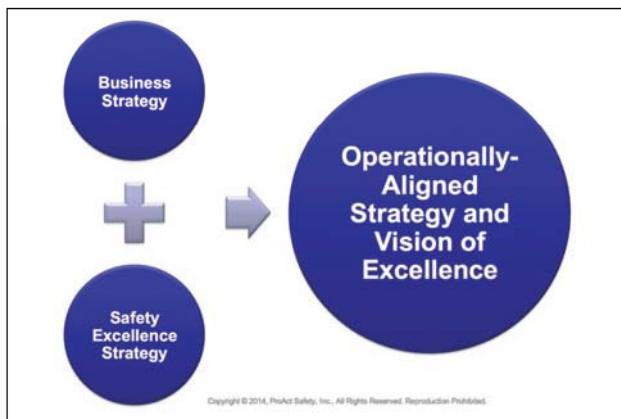 Business
Strategy
Safety
Excellence
Strategy
Operationally-
Aligned
Strategy and
Vision of
Excellence
Copyright © 2014, ProAct Safety, Inc., All Rights Reserved. Reproduction Prohibited.